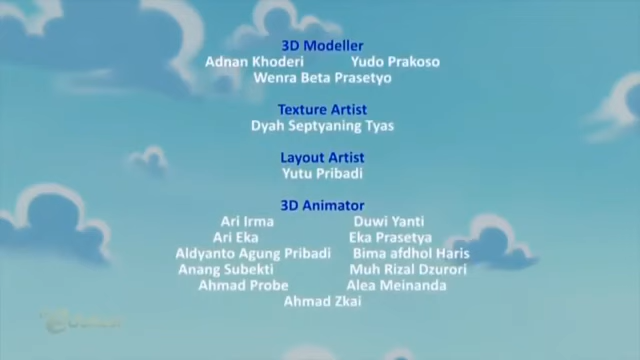 3D Modeller
Adnan Khoderi Yudo Prakoso
Wenra Beta Prasetyo
Texture Artist
Dyah Septyaning Tyas
Layout Artist
Yutu Pribadi
3D Animator
Ari Irma Duwi Yanti
Ari Eka Eka Prasetya
Aldyanto Agung Pribadi Bima afdhol Haris
Anang Subekti Muh Rizal Dzurori
Ahmad Probe Alea Meinanda
Ahmad Zkai